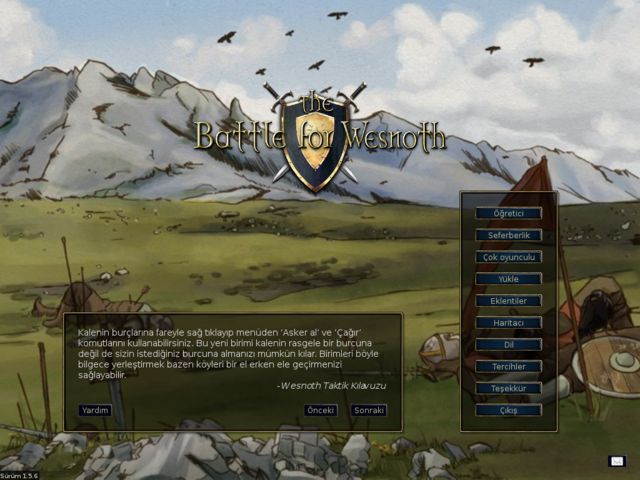 the
Battle for Wesnoth
Öğretici
Seferberlik
Çok oyunculu
Yükle
Eklentiler
Haritacı
Dil
Tercihler
Teşekkür
Çıkış
Kalenin burçlarına fareyle sağ tıklayıp menüden 'Asker al' ve 'Çağır'
komutlarını kullanabilirsiniz. Bu yeni birimi kalenin rasgele bir burcuna
değil de sizin istediğiniz burcuna almanızı mümkün kılar. Birimleri böyle
bilgece yerleştirmek bazen köyleri bir el erken ele geçirmenizi
sağlayabilir.
-Wesnoth Taktik Kılavuzu
Yardım
Önceki
Sonraki
Sürüm 1.5.6